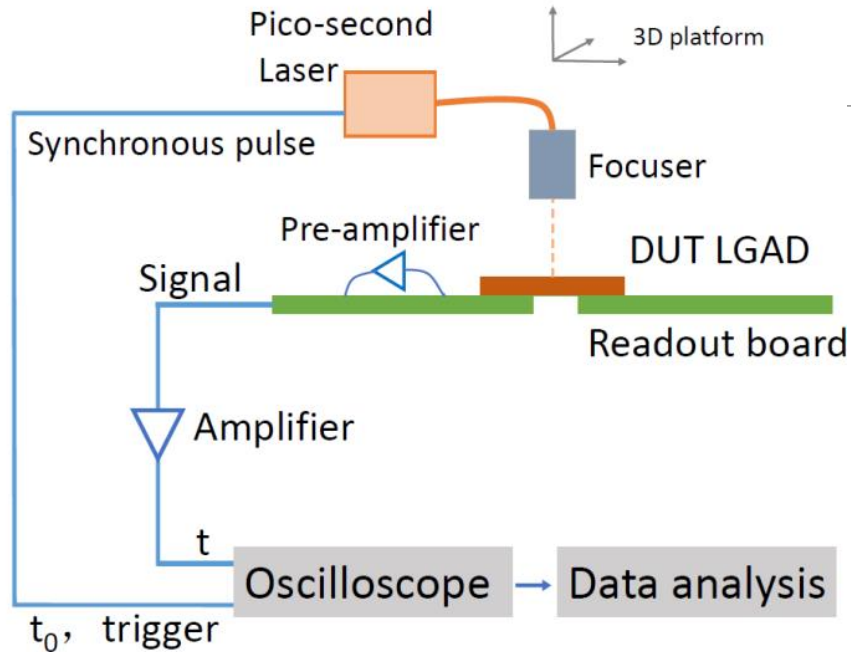 Pico-second
Laser
3D platform
Synchronous pulse
Focuser
Pre-amplifier
DUT LGAD
Signal
Readout board
Amplifier
t
Oscilloscope
Data analysis
t₀, trigger